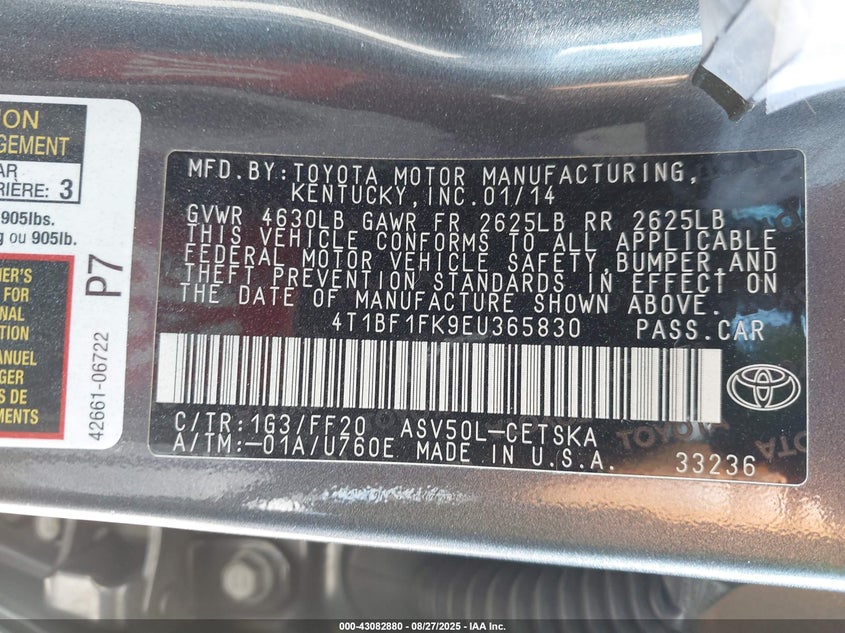 ION
GEMENT
AR
RIÈRE: 3
905lbs.
g ou 905lb.
ER'S
FOR
NAL
TION
ANUEL
GER
S DE
MENTS
P7
42661-06722
MFD.BY:TOYOTA MOTOR MANUFACTURING,
KENTUCKY,INC.01/14
GVWR 4630LB GAWR FR 2625LB RR 2625LB
THIS VEHICLE CONFORMS TO ALL APPLICABLE
FEDERAL MOTOR VEHICLE SAFETY,BUMPER,AND
THEFT PREVENTION STANDARDS IN EFFECT ON
THE DATE OF MANUFACTURE SHOWN ABOVE.
4T1BF1FK9EU365830 PASS.CAR
C/TR:1G3/FF20 ASV50L-CETSKA
A/TM:-01A/U760E MADE IN U.S.A.
33236
TOYOTA
000-43082880 - 08/27/2025 - IAA Inc.